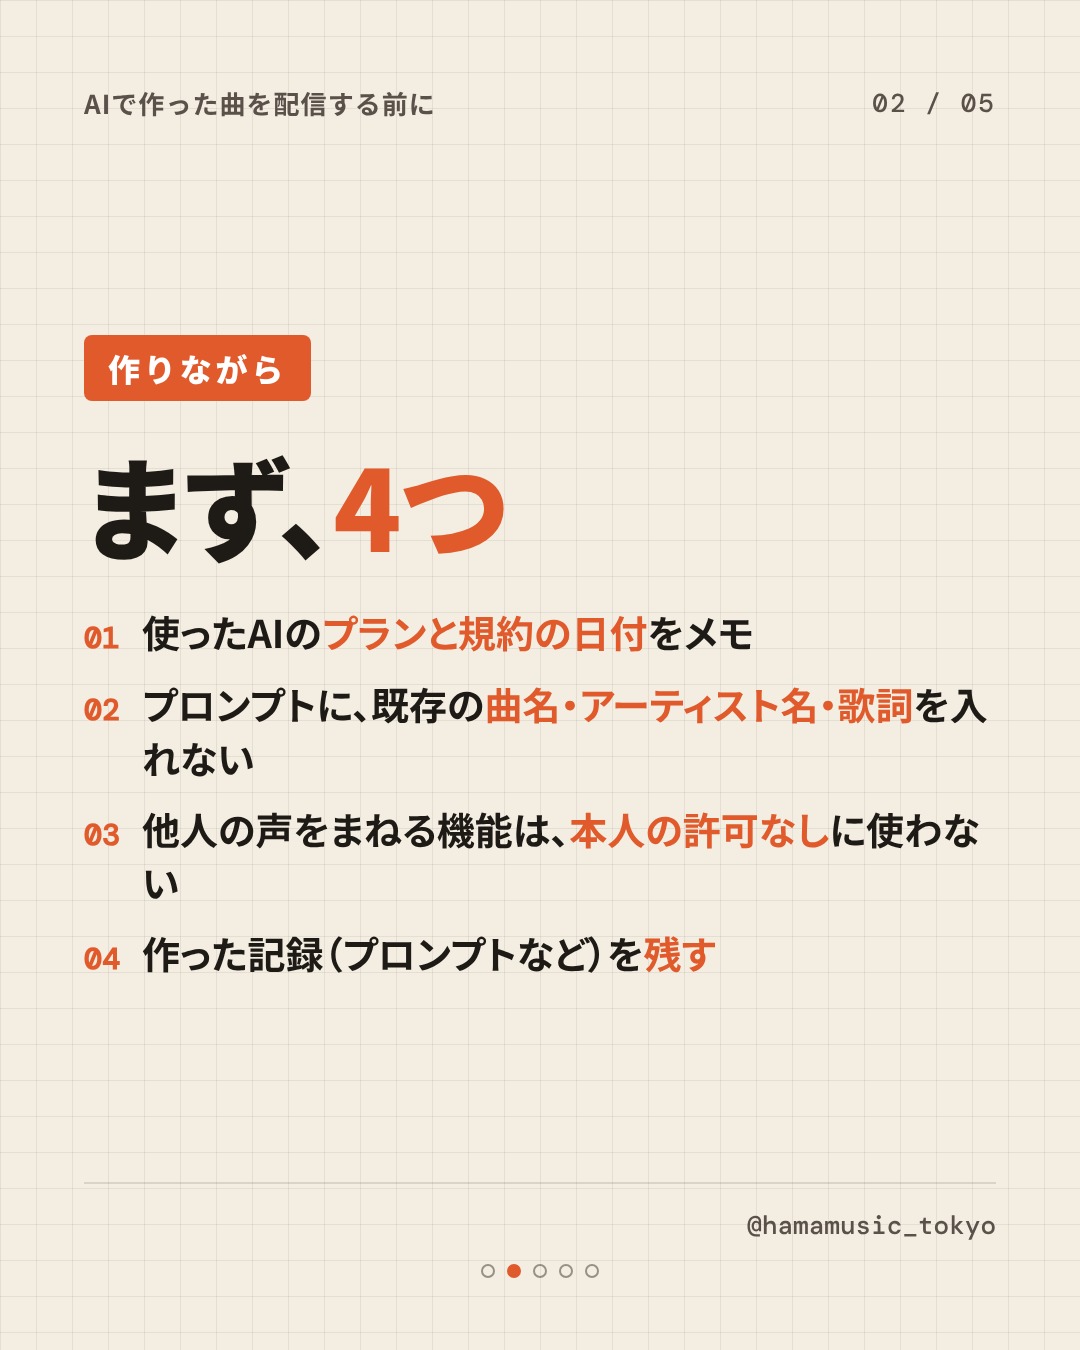 AIで作った曲を配信する前に
02 / 05
作りながら
まず、4つ
01 使ったAIのプランと規約の日付をメモ
02 プロンプトに、既存の曲名・アーティスト名・歌詞を入
れない
03 他人の声をまねる機能は、本人の許可なしに使わな
い
04 作った記録（プロンプトなど）を残す
@hamamusic_tokyo